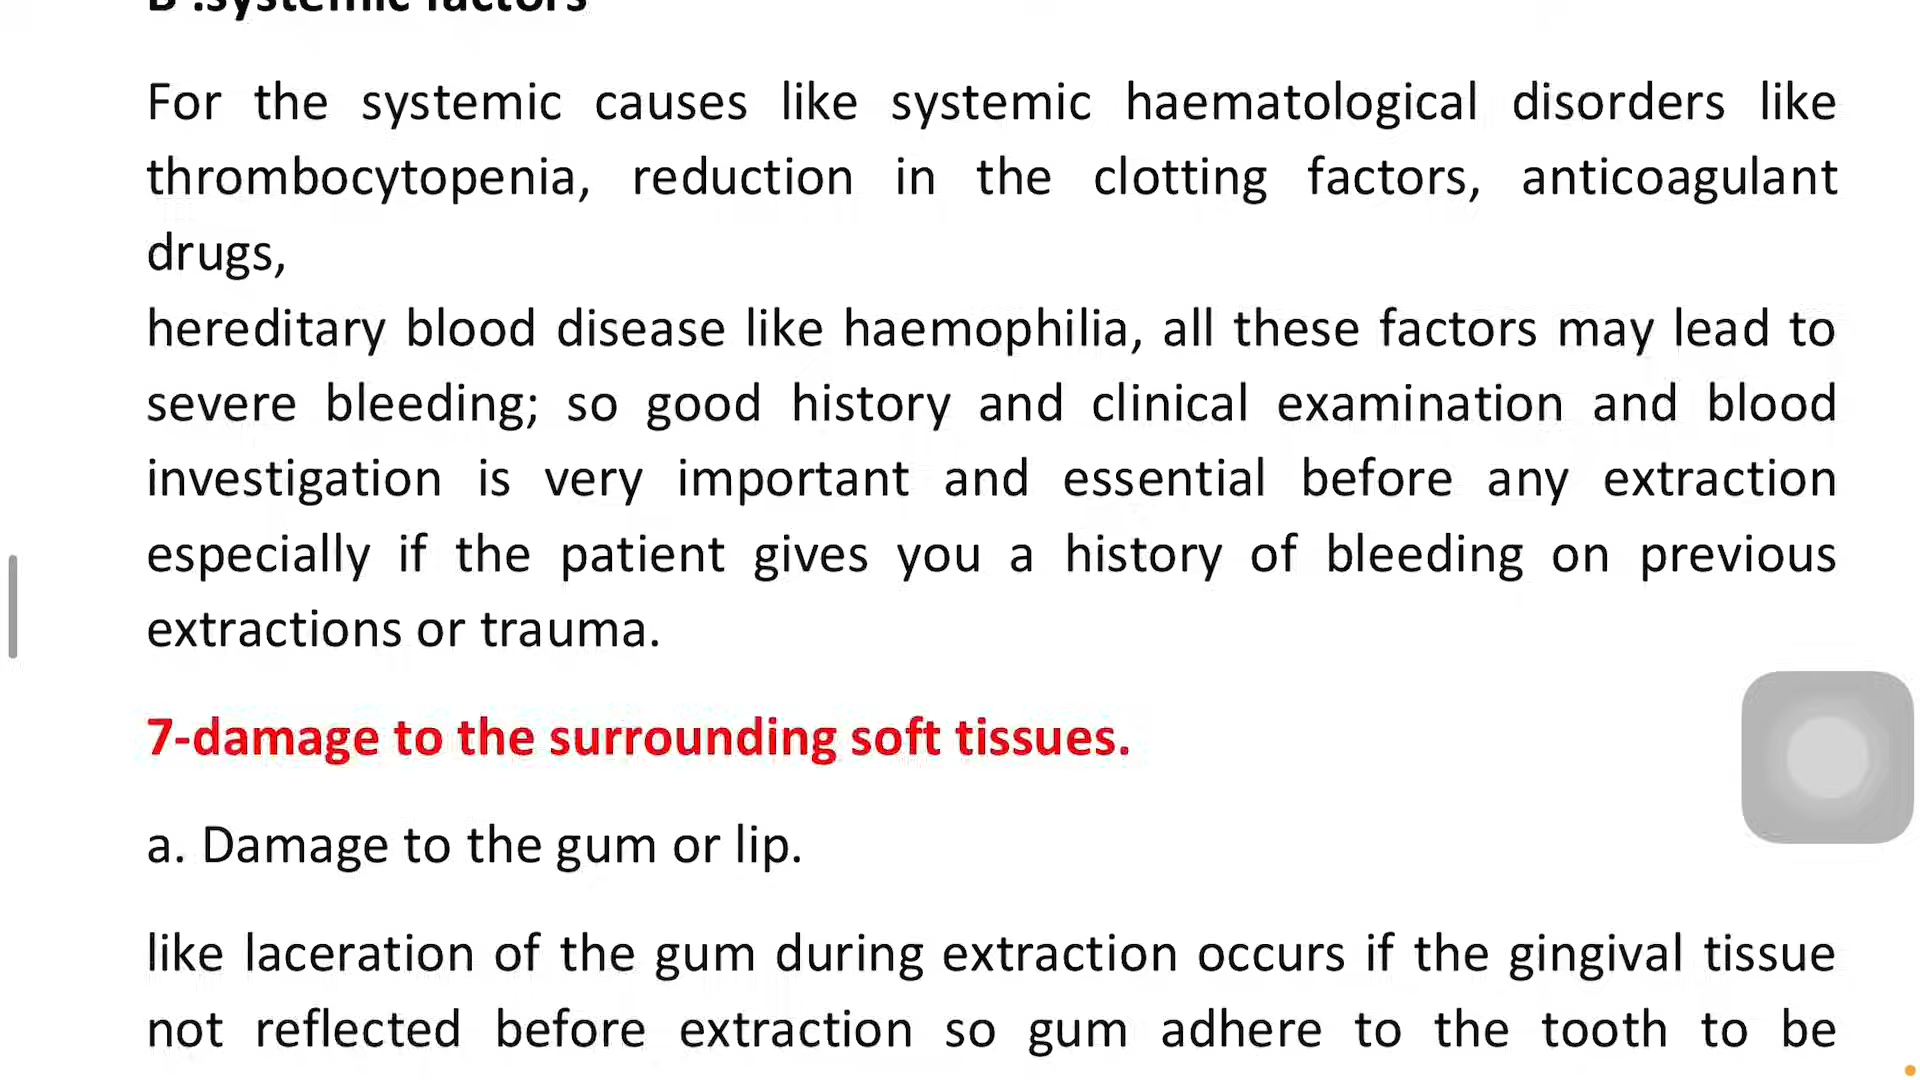 B .systemic factors
For the systemic causes like systemic haematological disorders like
thrombocytopenia, reduction in the clotting factors, anticoagulant
drugs,
hereditary blood disease like haemophilia, all these factors may lead to
severe bleeding; so good history and clinical examination and blood
investigation is very important and essential before any extraction
especially if the patient gives you a history of bleeding on previous
extractions or trauma.
7-damage to the surrounding soft tissues.
a. Damage to the gum or lip.
like laceration of the gum during extraction occurs if the gingival tissue
not reflected before extraction so gum adhere to the tooth to be